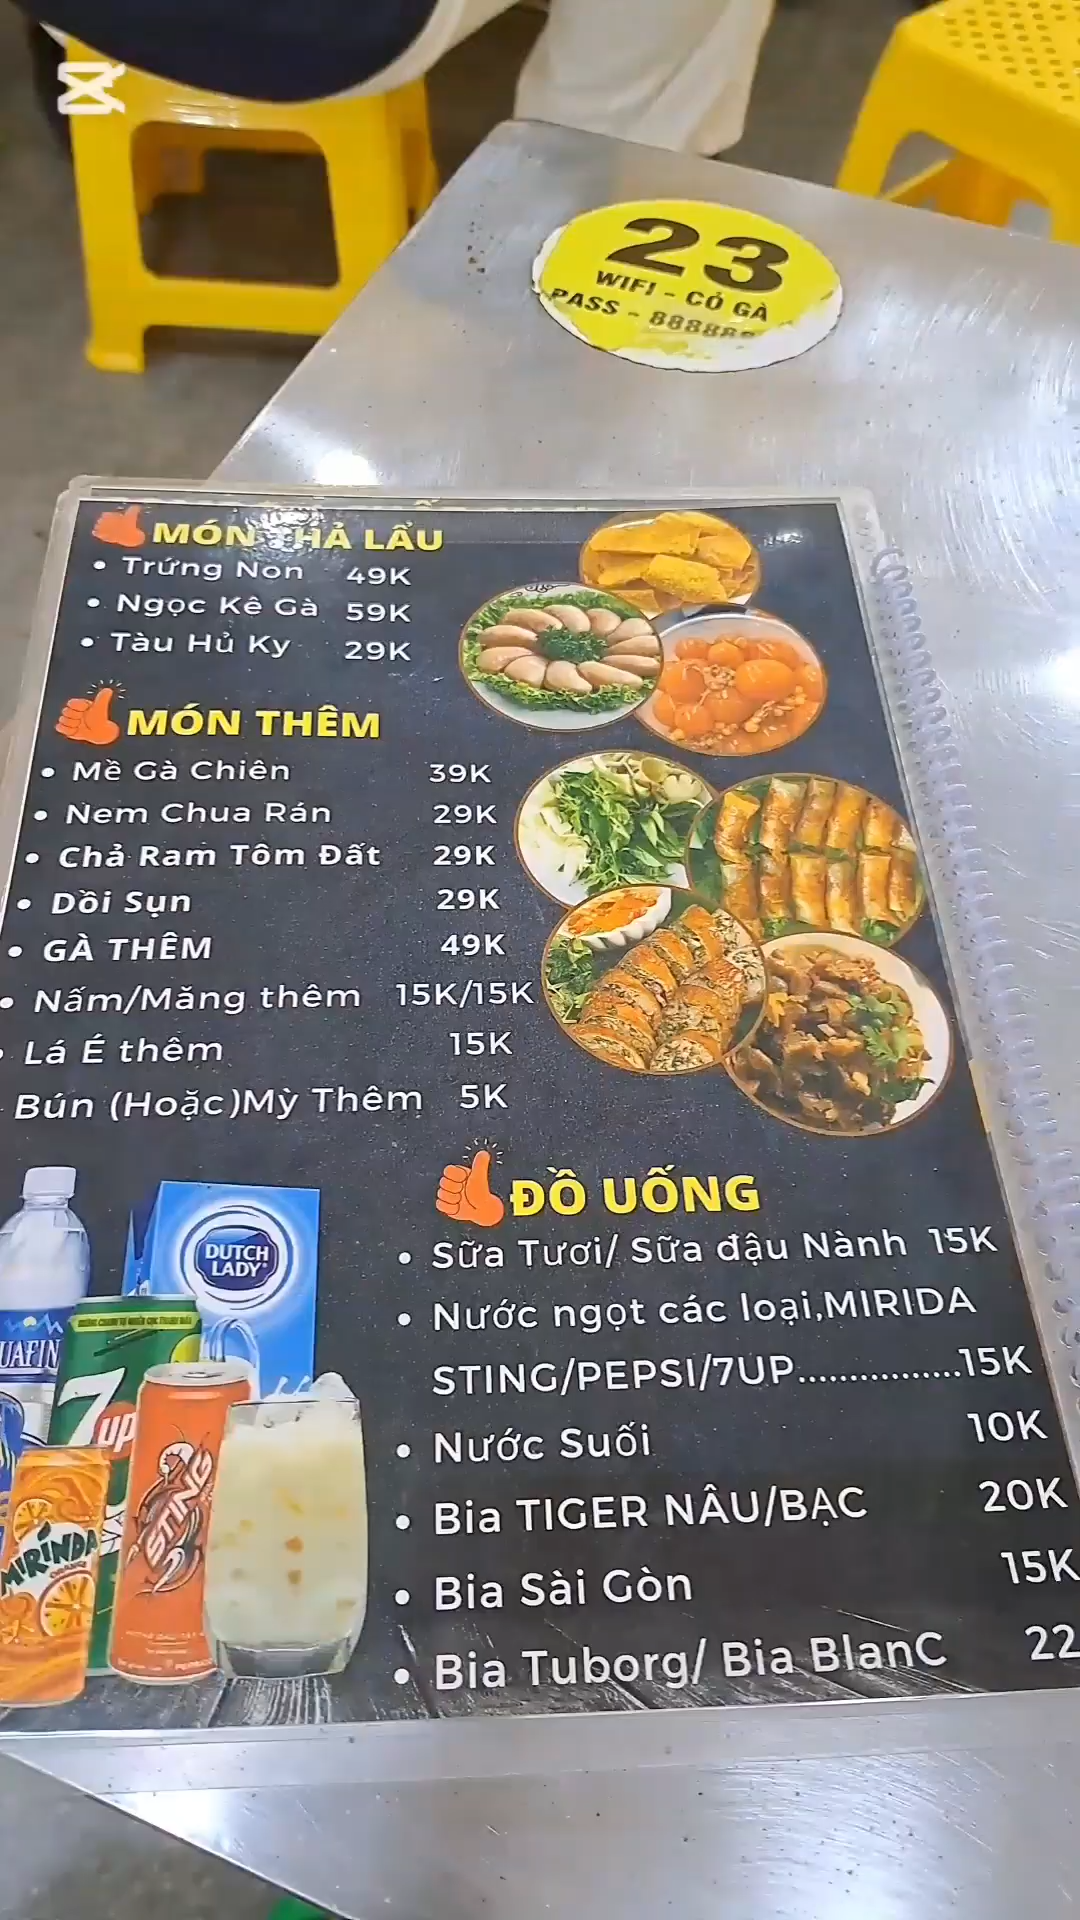 23
WIFI - CỎ GÀ
PASS -
MÓN THẢ LẨU
• Trứng Non 49K
• Ngọc Kê Gà 59K
• Tàu Hủ Ky 29K
MÓN THÊM
• Mề Gà Chiên 39K
• Nem Chua Rán 29K
• Chả Ram Tôm Đất 29K
• Dồi Sụn 29K
• GÀ THÊM 49K
• Nấm/Măng thêm 15K/15K
• Lá É thêm 15K
Bún (Hoặc)Mỳ Thêm 5K
ĐỒ UỐNG
• Sữa Tươi/ Sữa đậu Nành 15K
• Nước ngọt các loại,MIRIDA
STING/PEPSI/7UP................15K
• Nước Suối 10K
• Bia TIGER NÂU/BẠC 20K
• Bia Sài Gòn 15K
• Bia Tuborg/ Bia BlanC 22
DUTCH
LADY
UAFIN
7up
STING
MIRINDA